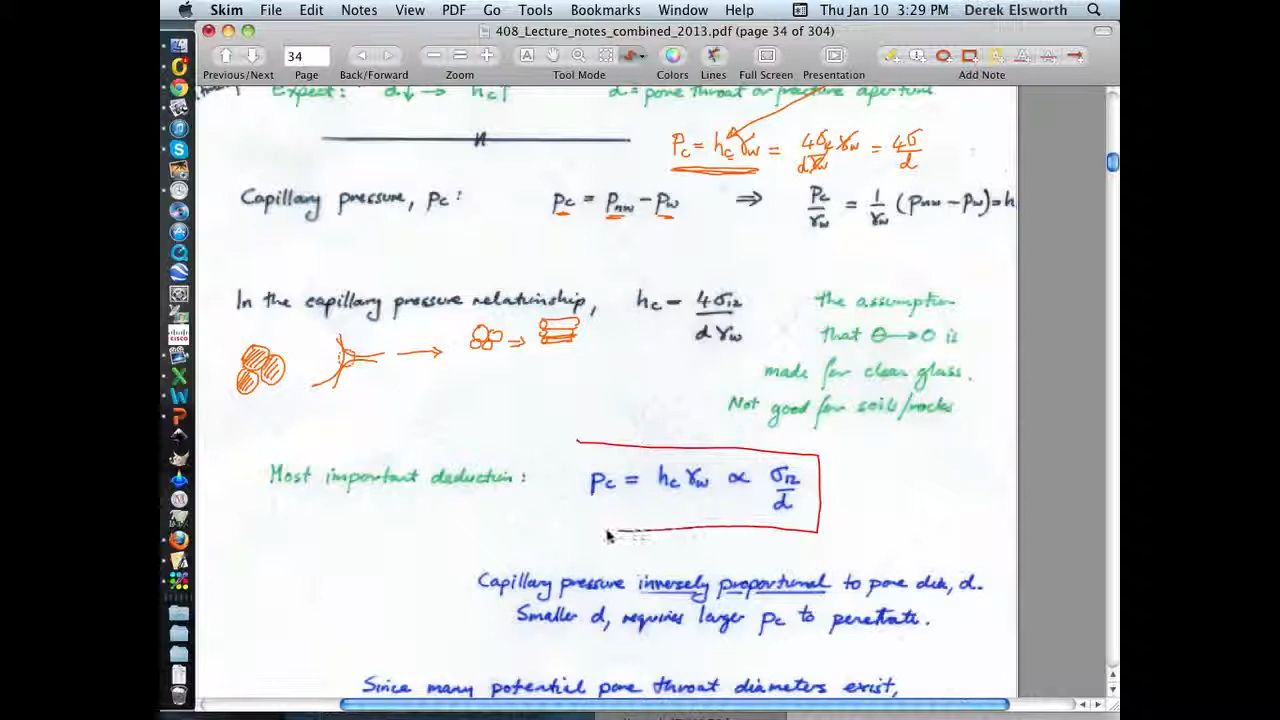 Skim File Edit Notes View PDF Go Tools Bookmarks Window Help Thu Jan 10 3:29 PM Derek Elsworth
408_Lecture_notes_combined_2013.pdf (page 34 of 304)
34
Previous/Next Page Back/Forward Zoom Tool Mode Colors Lines Full Screen Presentation Add Note
Expect: d↓ → hc↑ d = pore throat or fracture aperture
Pc = hc γw = 4σ γw / d γw = 4σ / d
Capillary pressure, pc: pc = pnw − pw ⇒ pc/γw = 1/γw (pnw − pw) = h
In the capillary pressure relationship, hc = 4σ12 / d γw
the assumption
that θ → 0 is
made for clean glass.
Not good for soils/rocks
Most important deduction: pc = hc γw ∝ σ12 / d
Capillary pressure inversely proportional to pore dia, d.
Smaller d, requires larger pc to penetrate.
Since many potential pore throat diameters exist,